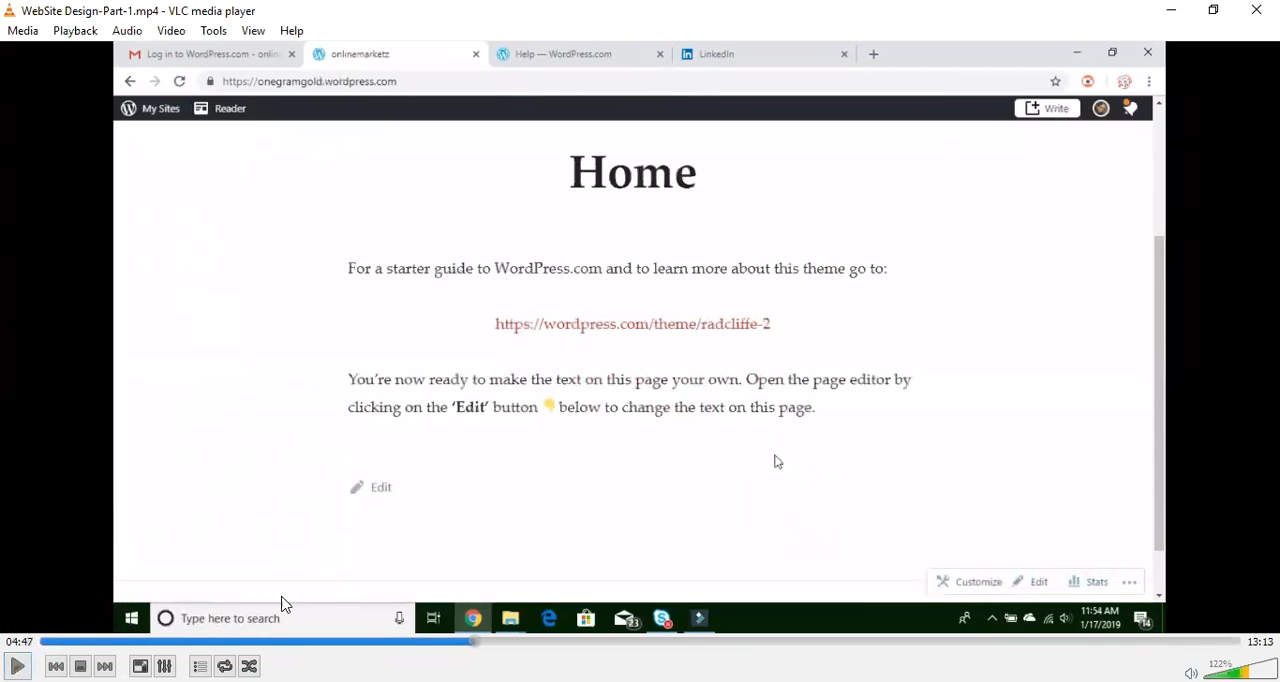 WebSite Design-Part-1.mp4 - VLC media player
Media Playback Audio Video Tools View Help
Log in to WordPress.com - onlin
onlinemarketz
Help — WordPress.com
LinkedIn
https://onegramgold.wordpress.com
My Sites Reader
Write
Home
For a starter guide to WordPress.com and to learn more about this theme go to:
https://wordpress.com/theme/radcliffe-2
You're now ready to make the text on this page your own. Open the page editor by
clicking on the ‘Edit’ button 👇 below to change the text on this page.
Edit
Customize Edit Stats
Type here to search
23
11:54 AM
1/17/2019
14
04:47
13:13
122%